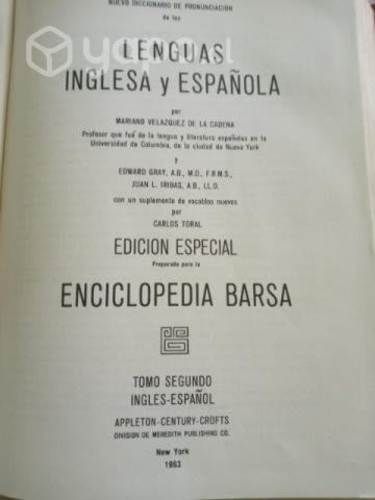 NUEVO DICCIONARIO DE PRONUNCIACION
de las
LENGUAS
INGLESA y ESPAÑOLA
por
MARIANO VELAZQUEZ DE LA CADENA
Profesor que fué de la lengua y literatura españolas en la
Universidad de Columbia, de la ciudad de Nueva York
Y
EDWARD GRAY, A.B., M.D., F.R.M.S.,
JUAN L. IRIBAS, A.B., LL.D.
con un suplemento de vocablos nuevos
por
CARLOS TORAL
EDICION ESPECIAL
Preparada para la
ENCICLOPEDIA BARSA
TOMO SEGUNDO
INGLES-ESPAÑOL
APPLETON-CENTURY-CROFTS
DIVISION DE MEREDITH PUBLISHING CO.
New York
1963